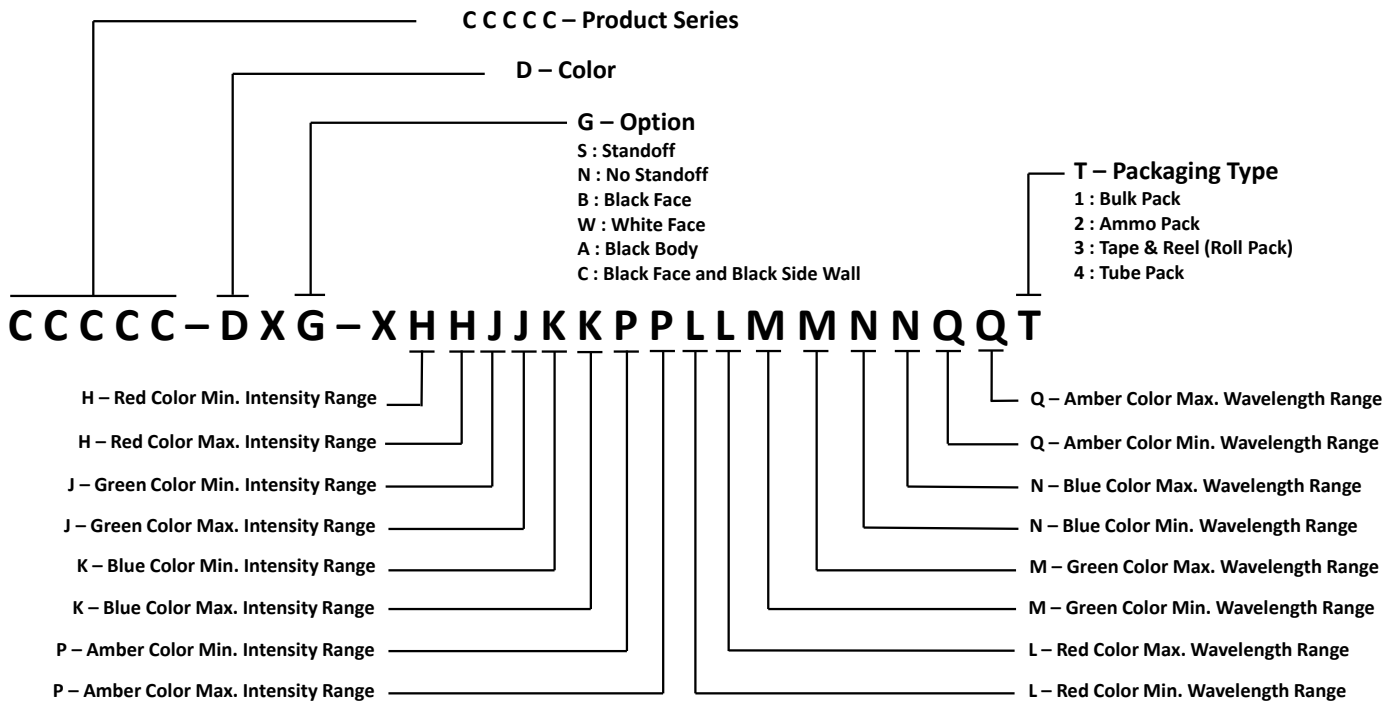 C C C C C – Product Series
D – Color
G – Option
S : Standoff
N : No Standoff
B : Black Face
W : White Face
A : Black Body
C : Black Face and Black Side Wall
T – Packaging Type
1 : Bulk Pack
2 : Ammo Pack
3 : Tape & Reel (Roll Pack)
4 : Tube Pack
C C C C C – D X G – X H H J J K K P P L L M M N N Q Q T
H – Red Color Min. Intensity Range
H – Red Color Max. Intensity Range
J – Green Color Min. Intensity Range
J – Green Color Max. Intensity Range
K – Blue Color Min. Intensity Range
K – Blue Color Max. Intensity Range
P – Amber Color Min. Intensity Range
P – Amber Color Max. Intensity Range
Q – Amber Color Max. Wavelength Range
Q – Amber Color Min. Wavelength Range
N – Blue Color Max. Wavelength Range
N – Blue Color Min. Wavelength Range
M – Green Color Max. Wavelength Range
M – Green Color Min. Wavelength Range
L – Red Color Max. Wavelength Range
L – Red Color Min. Wavelength Range